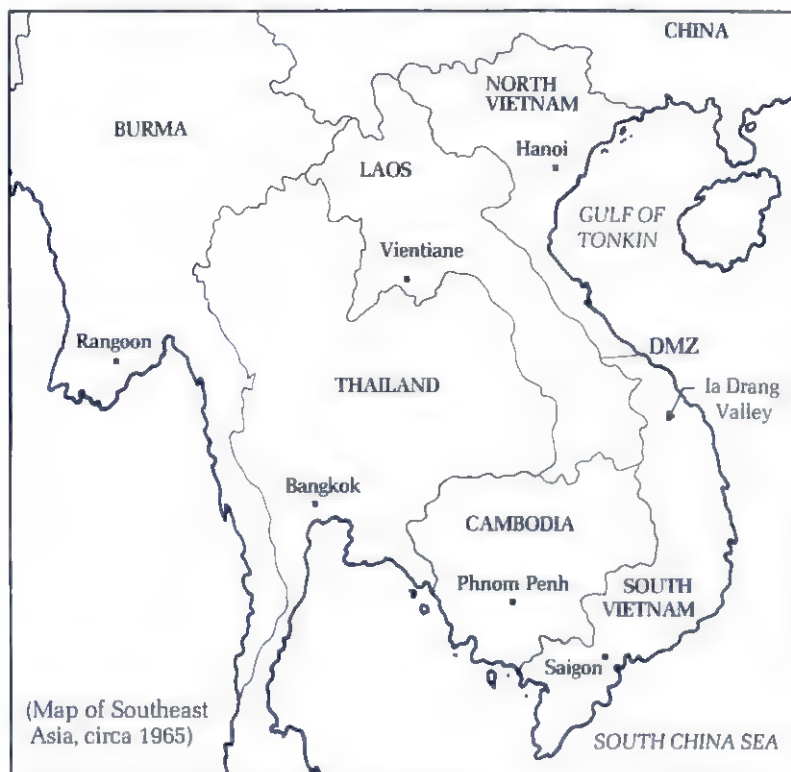 CHINA
NORTH
VIETNAM
BURMA
Hanoi
LAOS
GULF OF
TONKIN
Vientiane
Rangoon
DMZ
THAILAND
Ia Drang
Valley
Bangkok
CAMBODIA
Phnom Penh
SOUTH
VIETNAM
Saigon
(Map of Southeast
Asia, circa 1965)
SOUTH CHINA SEA